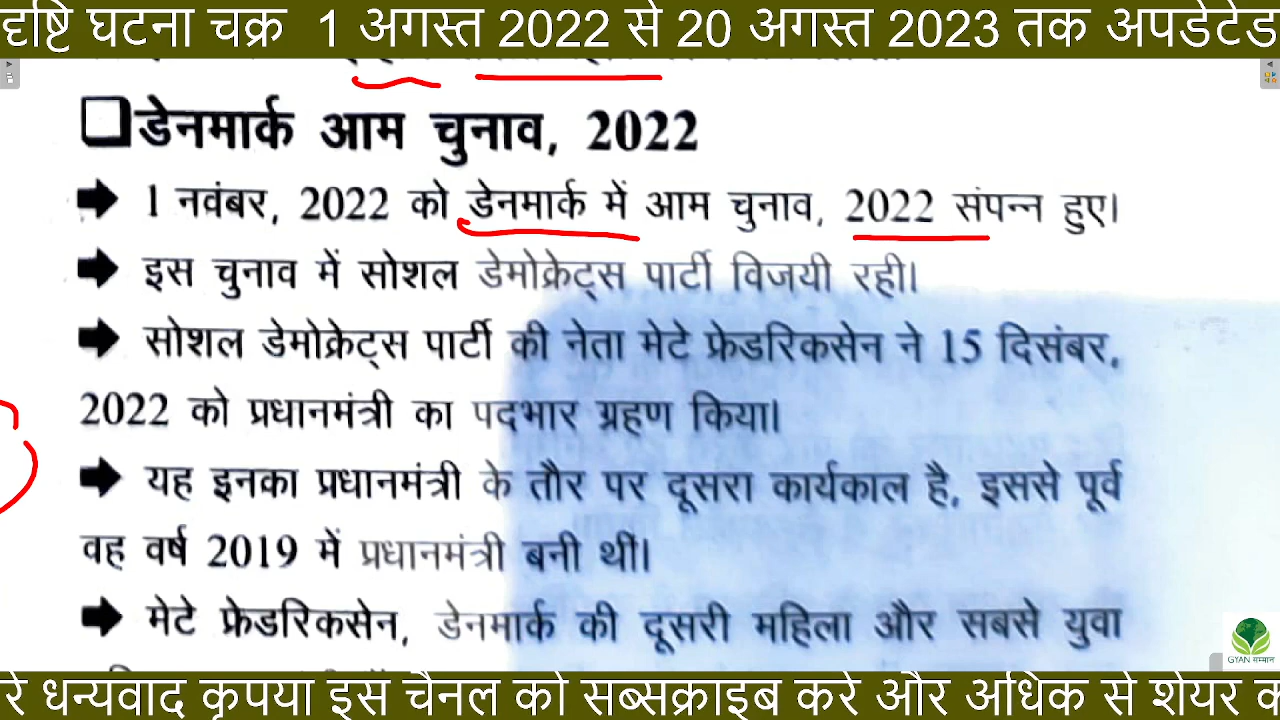 दृष्टि घटना चक्र 1 अगस्त 2022 से 20 अगस्त 2023 तक अपडेटेड
डेनमार्क आम चुनाव, 2022
1 नवंबर, 2022 को डेनमार्क में आम चुनाव, 2022 संपन्न हुए।
इस चुनाव में सोशल डेमोक्रेट्स पार्टी विजयी रही।
सोशल डेमोक्रेट्स पार्टी की नेता मेटे फ्रेडरिकसेन ने 15 दिसंबर,
2022 को प्रधानमंत्री का पदभार ग्रहण किया।
यह इनका प्रधानमंत्री के तौर पर दूसरा कार्यकाल है, इससे पूर्व
वह वर्ष 2019 में प्रधानमंत्री बनी थीं।
मेटे फ्रेडरिकसेन, डेनमार्क की दूसरी महिला और सबसे युवा
GYAN सम्मान
रे धन्यवाद कृपया इस चैनल को सब्सक्राइब करे और अधिक से शेयर